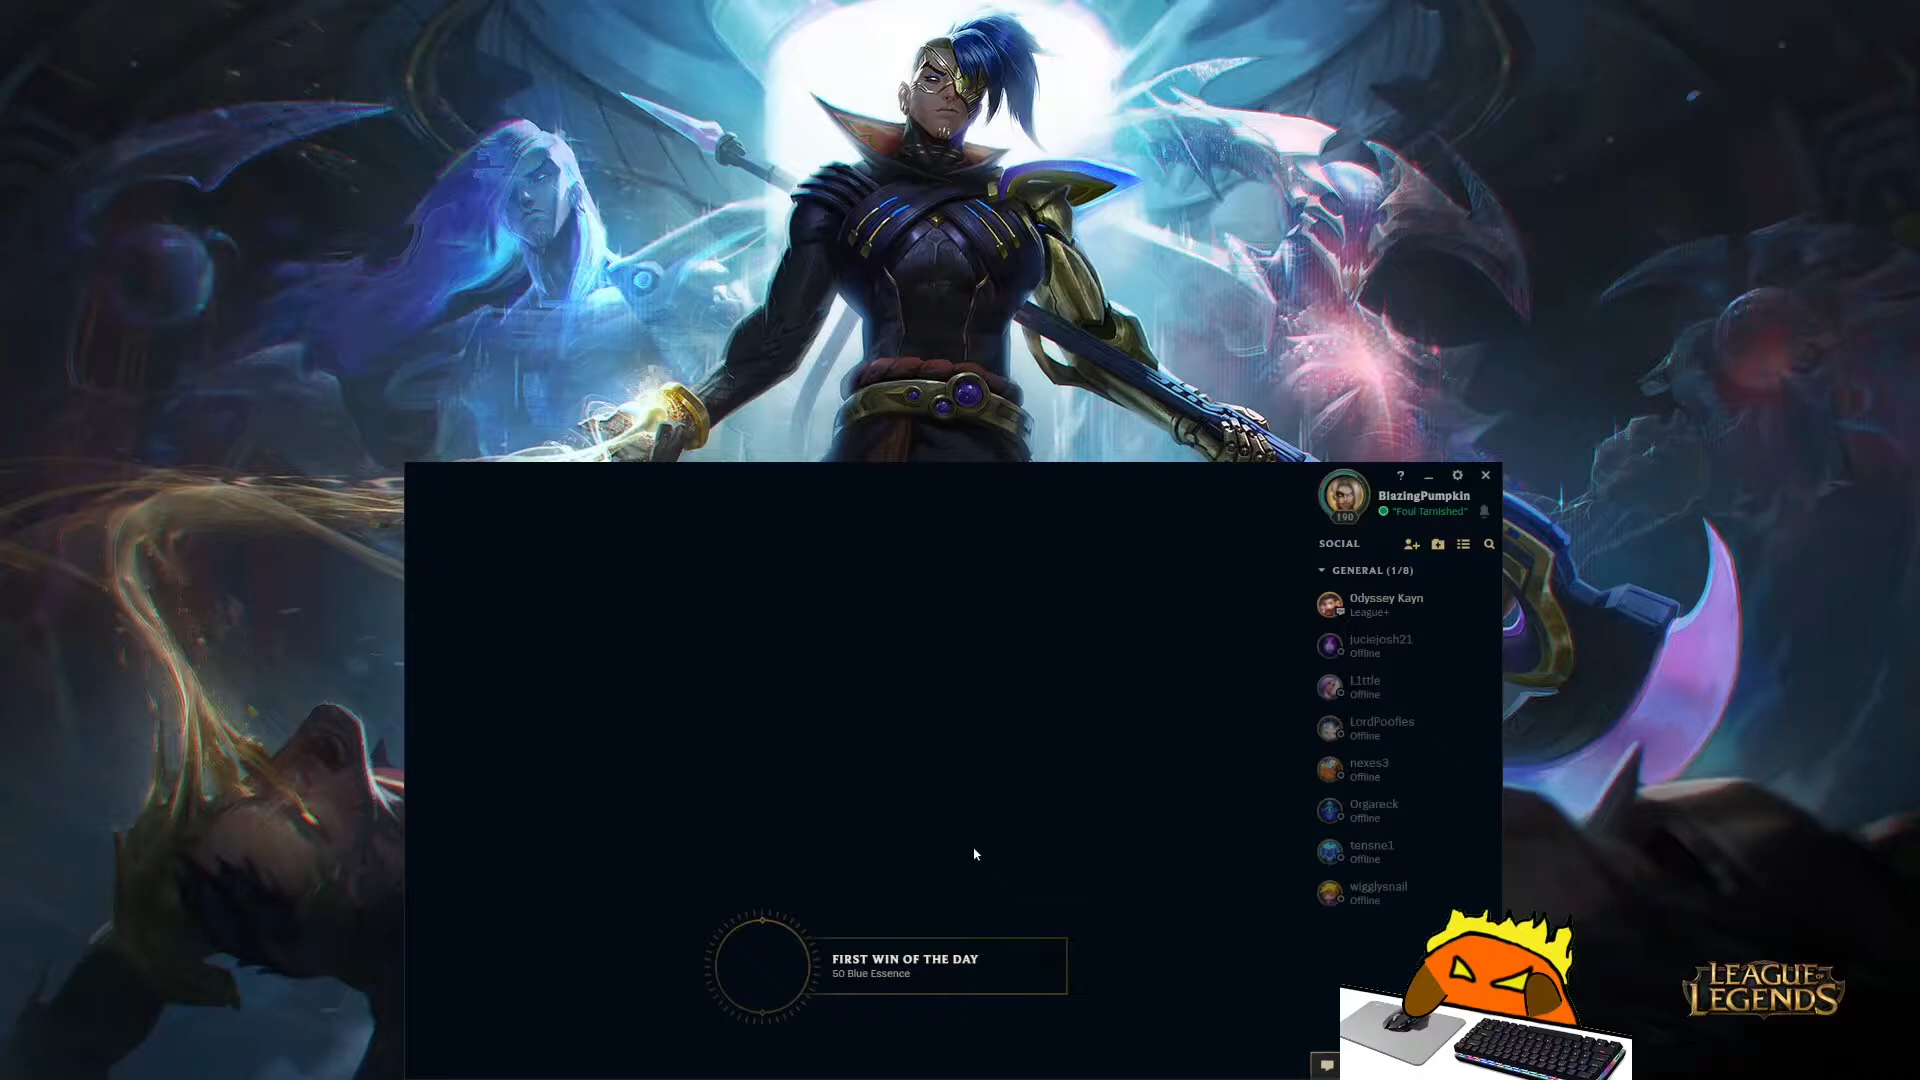 ?
BlazingPumpkin
190
"Foul Tarnished"
SOCIAL
GENERAL (1/8)
Odyssey Kayn
League+
juciejosh21
Offline
L1ttle
Offline
LordPoofles
Offline
nexes3
Offline
Orgareck
Offline
tensne1
Offline
wigglysnail
Offline
FIRST WIN OF THE DAY
50 Blue Essence
LEAGUE OF
LEGENDS